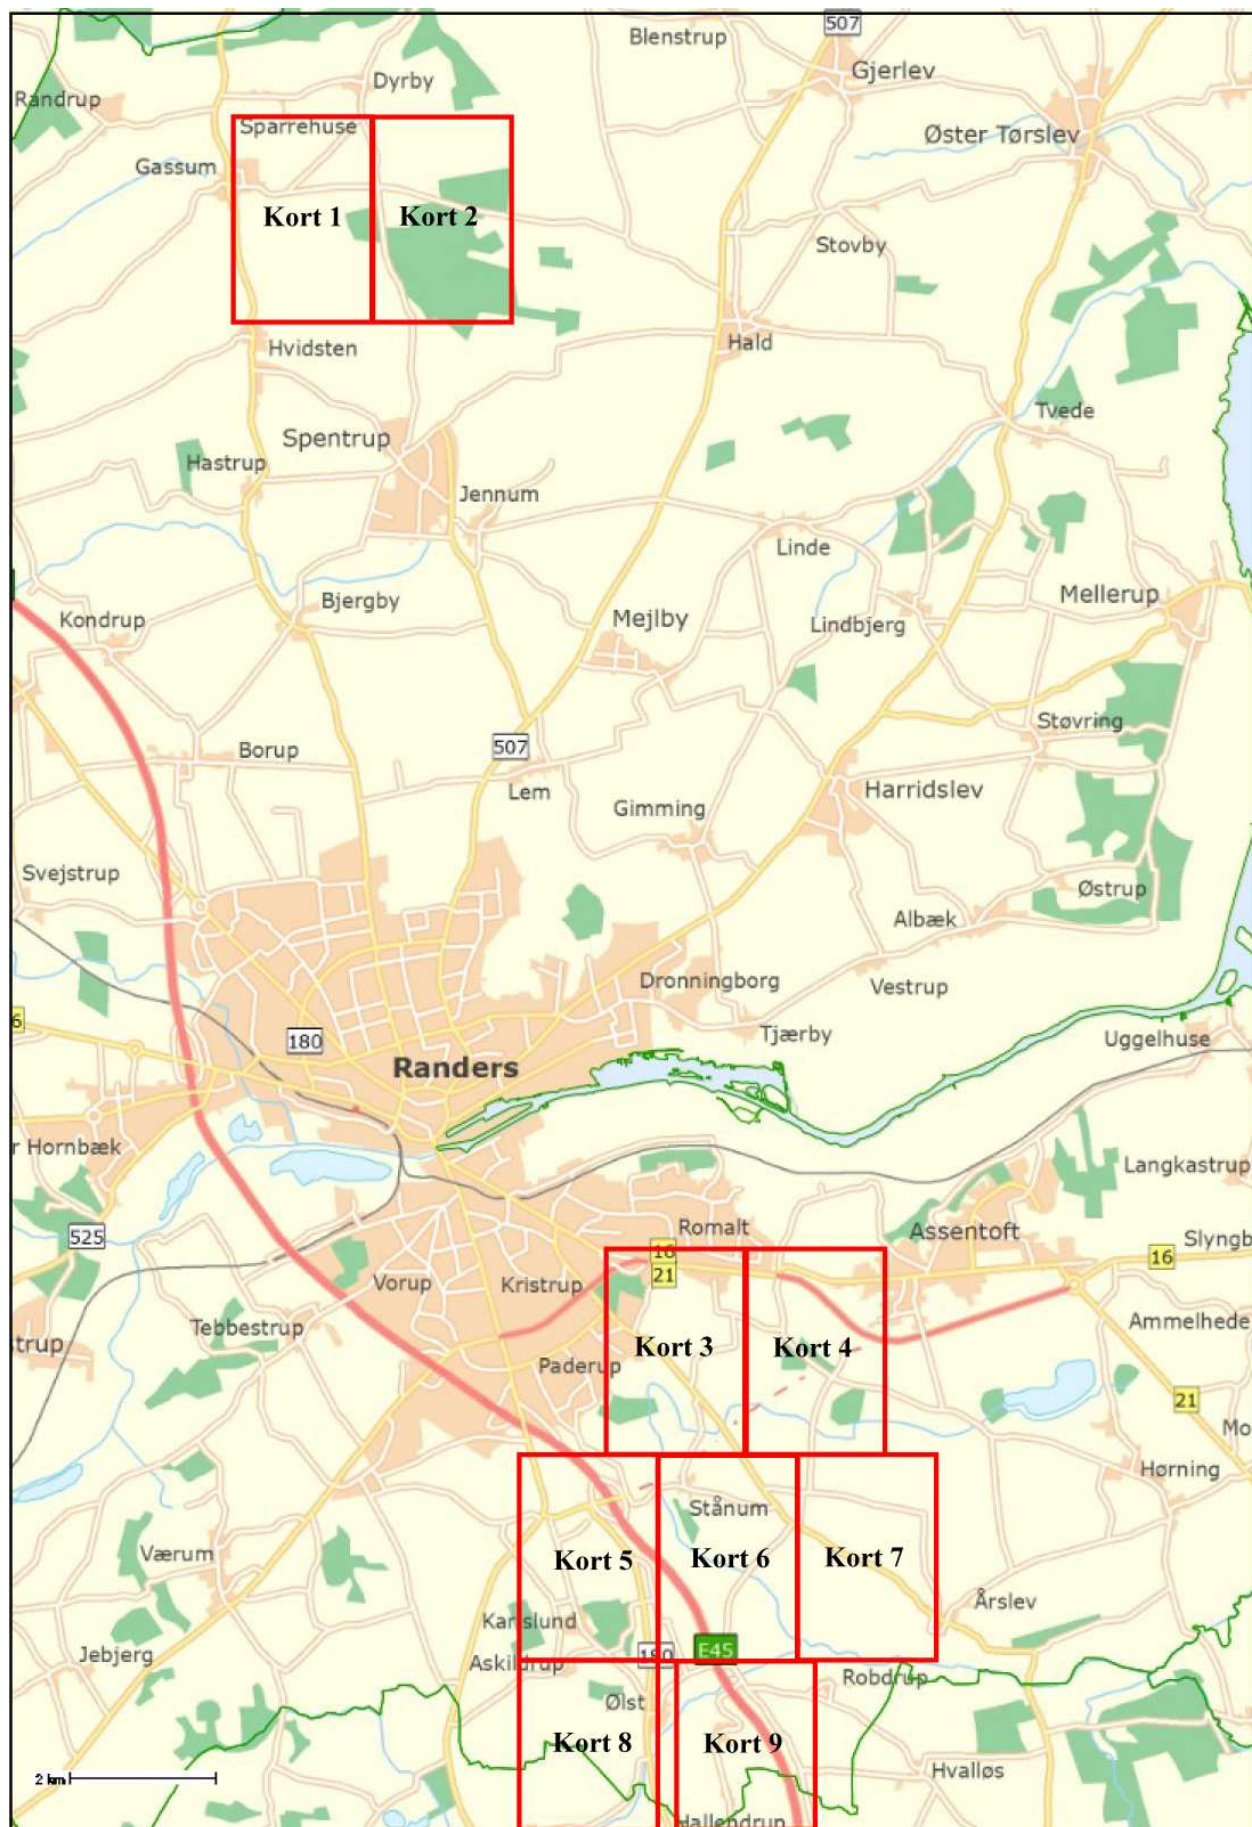 507
Blenstrup
Gjerlev
Dyrby
Randrup
Sparrehuse
Øster Tørslev
Gassum
Kort 1
Kort 2
Stovby
Hvidsten
Hald
Tvede
Spentrup
Hastrup
Jennum
Linde
Mellerup
Bjergby
Kondrup
Mejlby
Lindbjerg
Støvring
507
Borup
Lem
Gimming
Harridslev
Svejstrup
Østrup
Albæk
Dronningborg
Vestrup
6
180
Tjærby
Uggelhuse
Randers
r Hornbæk
Langkastrup
525
Romalt
Assentoft
Slyngb
16
16
21
Vorup
Kristrup
Tebbestrup
Ammelhede
strup
Kort 3
Kort 4
Paderup
21
Mo
Hørning
Stånum
Værum
Kort 5
Kort 6
Kort 7
Årslev
Karlslund
Jebjerg
180
E45
Askildrup
Robdrup
Ølst
Kort 8
Kort 9
Hvalløs
2 km
Hallendrup